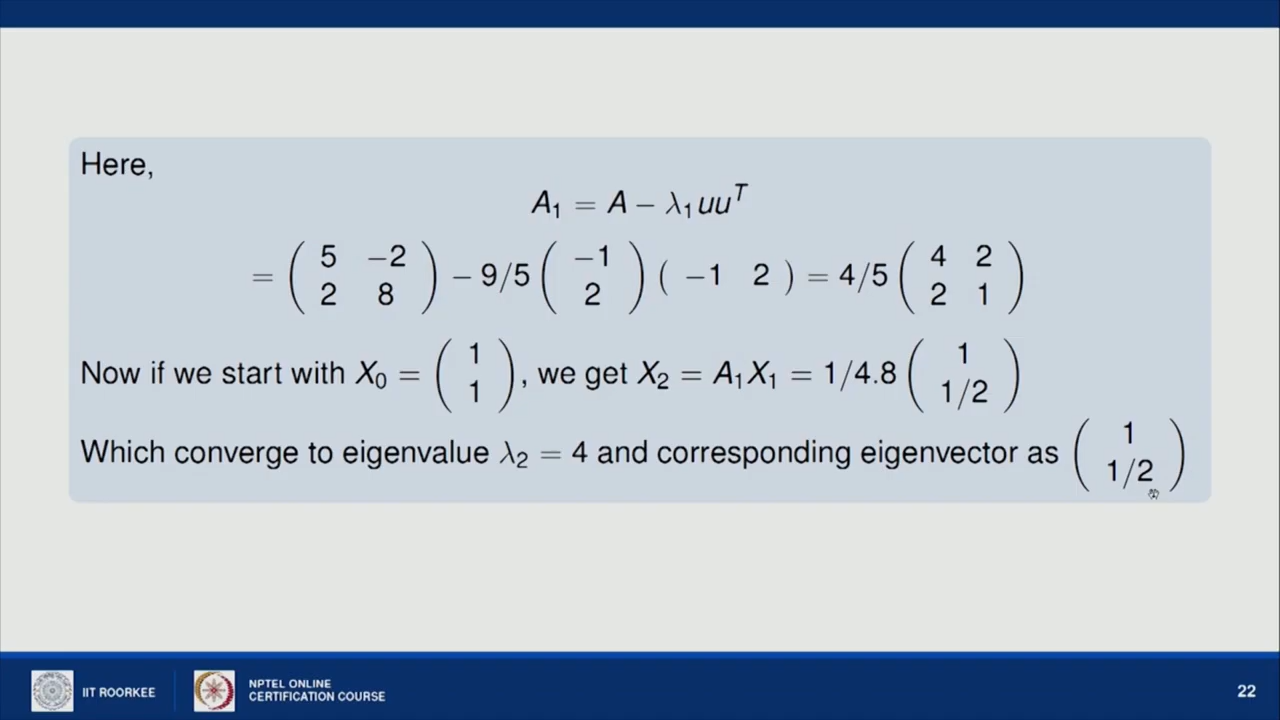 Here,
A₁ = A − λ₁uuᵀ
= ( 5 −2 ; 2 8 ) − 9/5 ( −1 ; 2 ) ( −1 2 ) = 4/5 ( 4 2 ; 2 1 )
Now if we start with X₀ = ( 1 ; 1 ), we get X₂ = A₁X₁ = 1/4.8 ( 1 ; 1/2 )
Which converge to eigenvalue λ₂ = 4 and corresponding eigenvector as ( 1 ; 1/2 )
IIT ROORKEE
NPTEL ONLINE
CERTIFICATION COURSE
22